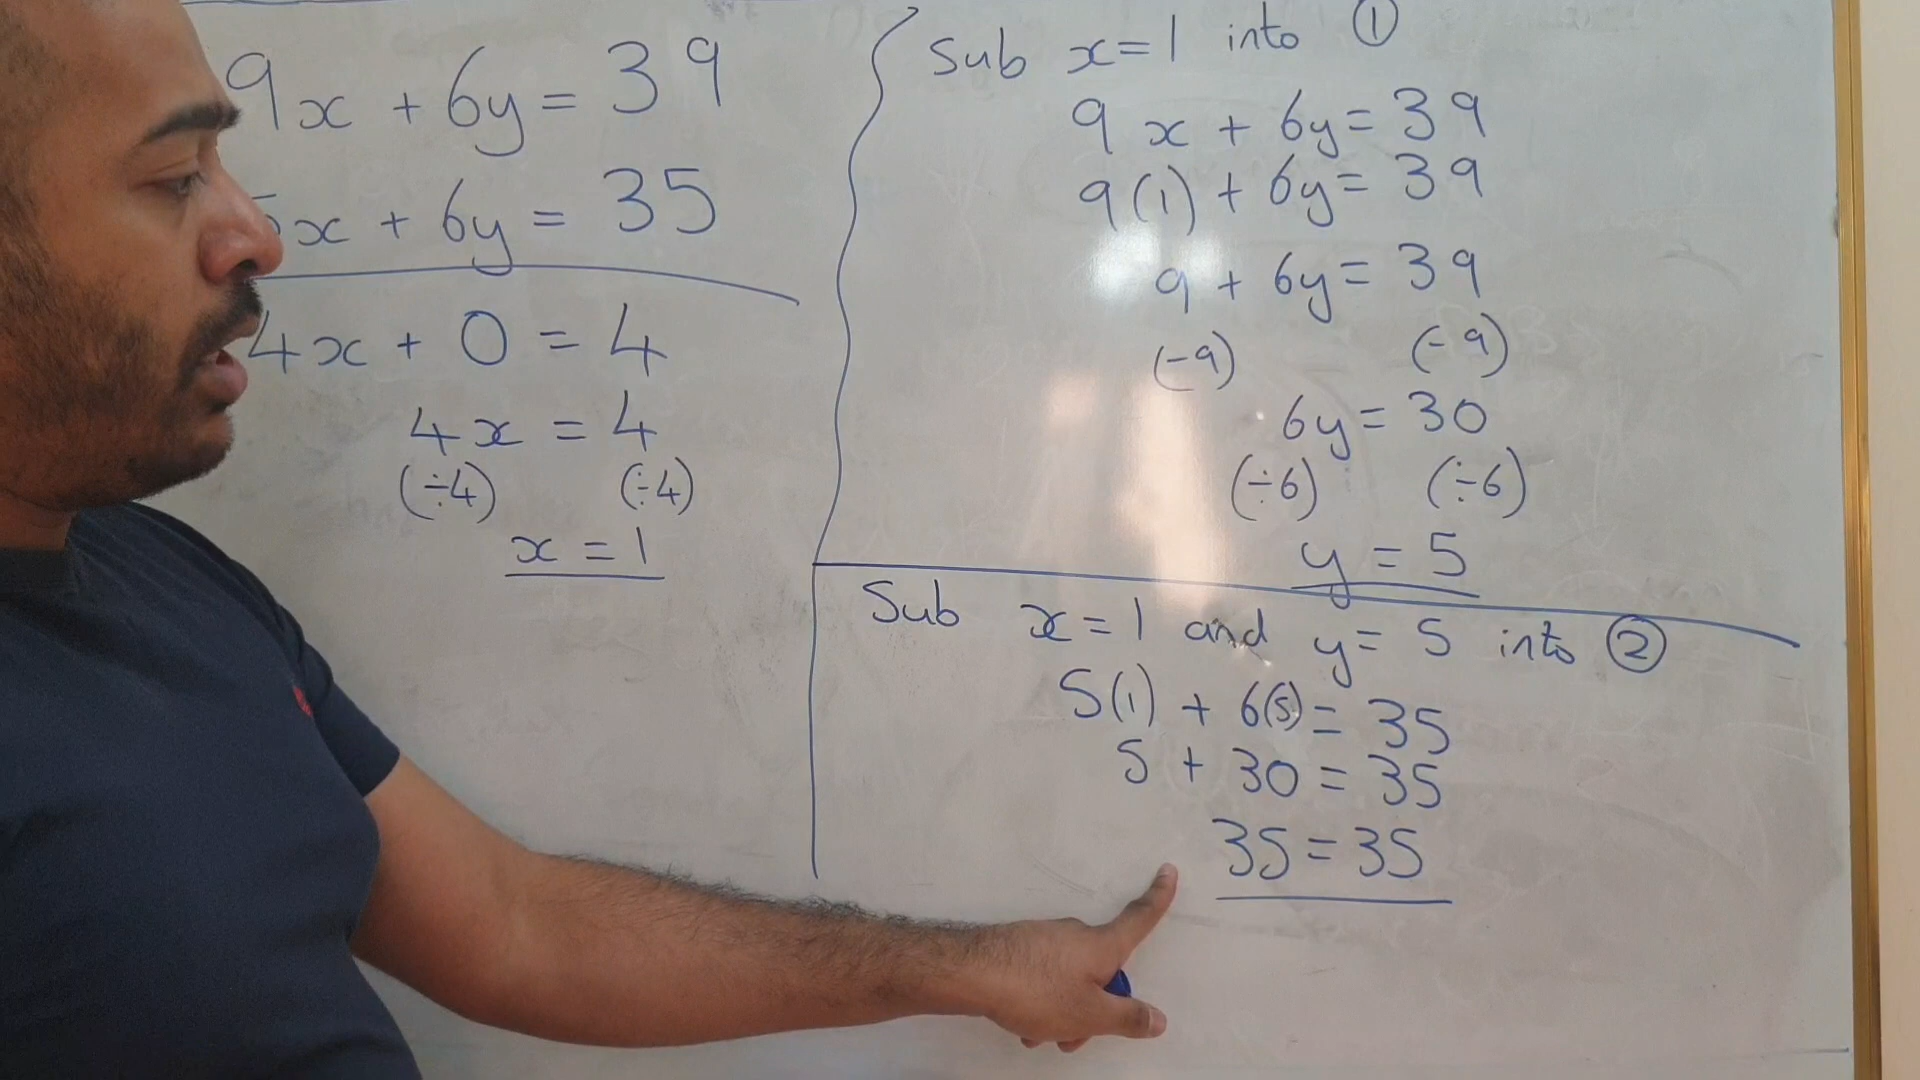 9x + 6y = 39
5x + 6y = 35
4x + 0 = 4
4x = 4
(÷4) (÷4)
x = 1
Sub x=1 into ①
9x + 6y = 39
9(1) + 6y = 39
9 + 6y = 39
(-9) (-9)
6y = 30
(÷6) (÷6)
y = 5
Sub x=1 and y=5 into ②
5(1) + 6(5) = 35
5 + 30 = 35
35 = 35